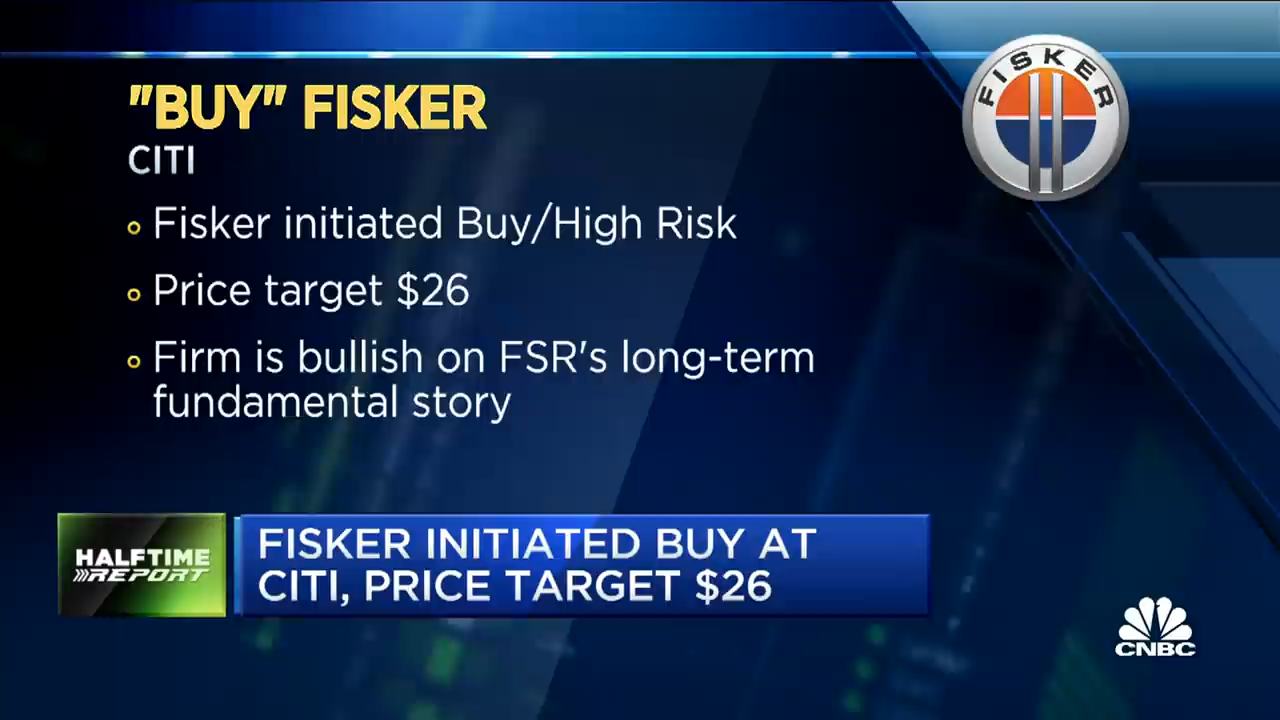 FISKER
"BUY" FISKER
CITI
Fisker initiated Buy/High Risk
Price target $26
Firm is bullish on FSR's long-term
fundamental story
HALFTIME
REPORT
FISKER INITIATED BUY AT
CITI, PRICE TARGET $26
CNBC